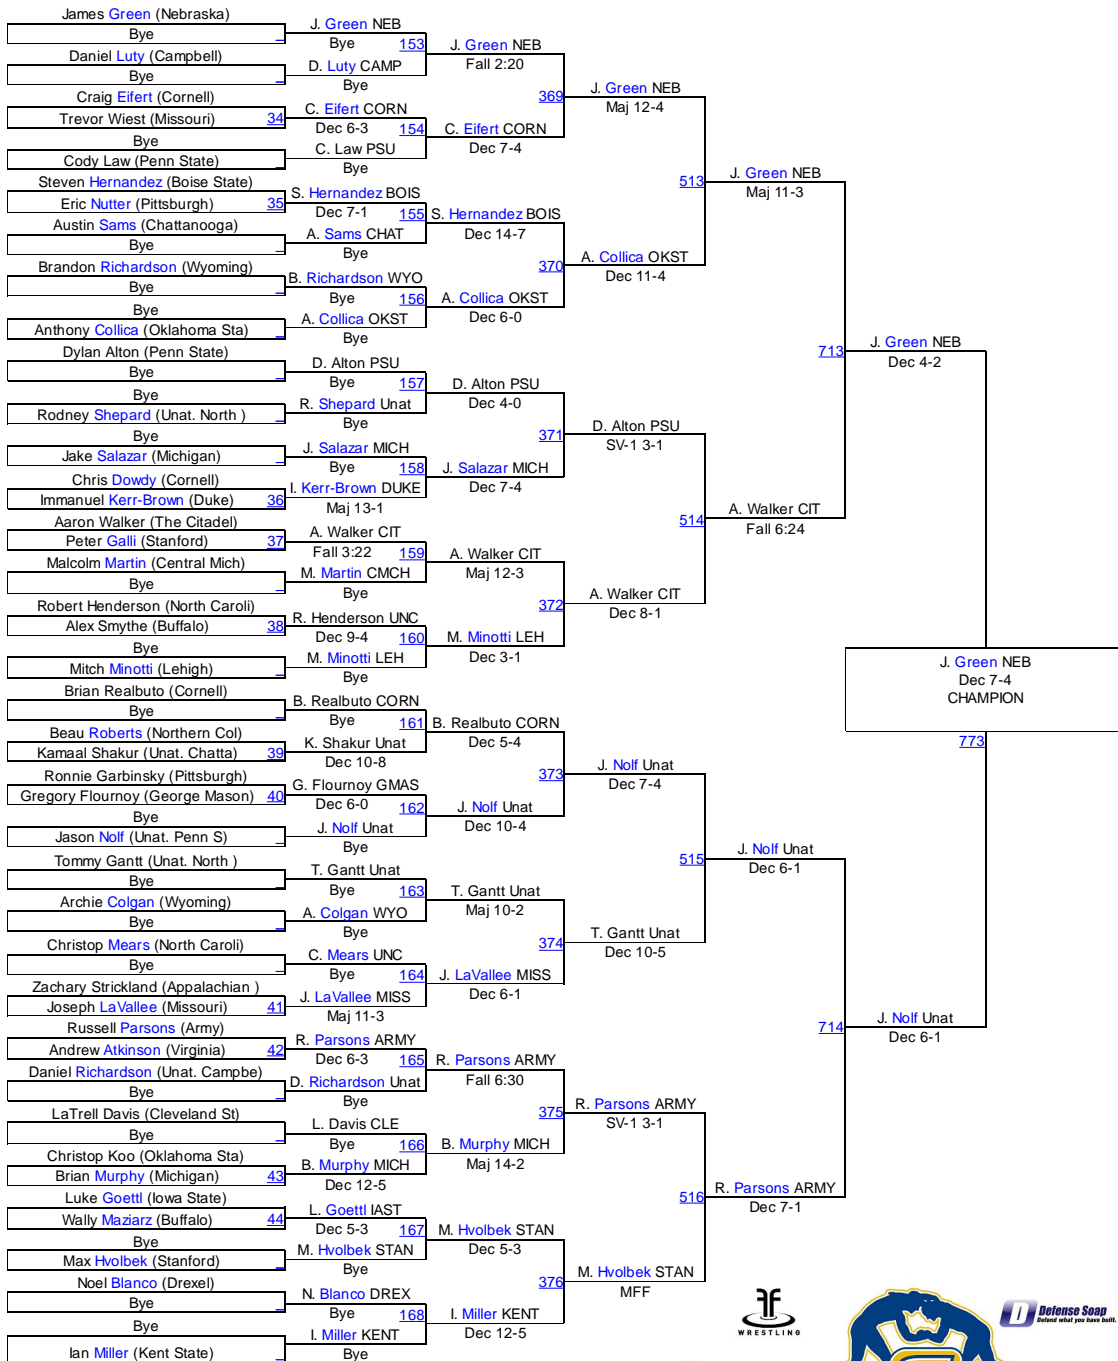 James Green (Nebraska)
Bye
Daniel Luty (Campbell)
Bye
Craig Eifert (Cornell)
Trevor Wiest (Missouri) 34
Bye
Cody Law (Penn State)
Steven Hernandez (Boise State)
Eric Nutter (Pittsburgh) 35
Austin Sams (Chattanooga)
Bye
Brandon Richardson (Wyoming)
Bye
Bye
Anthony Collica (Oklahoma Sta)
Dylan Alton (Penn State)
Bye
Bye
Rodney Shepard (Unat. North )
Bye
Jake Salazar (Michigan)
Chris Dowdy (Cornell)
Immanuel Kerr-Brown (Duke) 36
Aaron Walker (The Citadel)
Peter Galli (Stanford) 37
Malcolm Martin (Central Mich)
Bye
Robert Henderson (North Caroli)
Alex Smythe (Buffalo) 38
Bye
Mitch Minotti (Lehigh)
Brian Realbuto (Cornell)
Bye
Beau Roberts (Northern Col)
Kamaal Shakur (Unat. Chatta) 39
Ronnie Garbinsky (Pittsburgh)
Gregory Flournoy (George Mason) 40
Bye
Jason Nolf (Unat. Penn S)
Tommy Gantt (Unat. North )
Bye
Archie Colgan (Wyoming)
Bye
Christop Mears (North Caroli)
Bye
Zachary Strickland (Appalachian )
Joseph LaVallee (Missouri) 41
Russell Parsons (Army)
Andrew Atkinson (Virginia) 42
Daniel Richardson (Unat. Campbe)
Bye
LaTrell Davis (Cleveland St)
Bye
Christop Koo (Oklahoma Sta)
Brian Murphy (Michigan) 43
Luke Goettl (Iowa State)
Wally Maziarz (Buffalo) 44
Bye
Max Hvolbek (Stanford)
Noel Blanco (Drexel)
Bye
Bye
Ian Miller (Kent State)
J. Green NEB
Bye 153
D. Luty CAMP
Bye
C. Eifert CORN
Dec 6-3 154
C. Law PSU
Bye
S. Hernandez BOIS
Dec 7-1 155
A. Sams CHAT
Bye
B. Richardson WYO
Bye 156
A. Collica OKST
Bye
D. Alton PSU
Bye 157
R. Shepard Unat
Bye
J. Salazar MICH
Bye 158
I. Kerr-Brown DUKE
Maj 13-1
A. Walker CIT
Fall 3:22 159
M. Martin CMCH
Bye
R. Henderson UNC
Dec 9-4 160
M. Minotti LEH
Bye
B. Realbuto CORN
Bye 161
K. Shakur Unat
Dec 10-8
G. Flournoy GMAS
Dec 6-0 162
J. Nolf Unat
Bye
T. Gantt Unat
Bye 163
A. Colgan WYO
Bye
C. Mears UNC
Bye 164
J. LaVallee MISS
Maj 11-3
R. Parsons ARMY
Dec 6-3 165
D. Richardson Unat
Bye
L. Davis CLE
Bye 166
B. Murphy MICH
Dec 12-5
L. Goettl IAST
Dec 5-3 167
M. Hvolbek STAN
Bye
N. Blanco DREX
Bye 168
I. Miller KENT
Bye
J. Green NEB
Fall 2:20
369
C. Eifert CORN
Dec 7-4
S. Hernandez BOIS
Dec 14-7
370
A. Collica OKST
Dec 6-0
D. Alton PSU
Dec 4-0
371
J. Salazar MICH
Dec 7-4
A. Walker CIT
Maj 12-3
372
M. Minotti LEH
Dec 3-1
B. Realbuto CORN
Dec 5-4
373
J. Nolf Unat
Dec 10-4
T. Gantt Unat
Maj 10-2
374
J. LaVallee MISS
Dec 6-1
R. Parsons ARMY
Fall 6:30
375
B. Murphy MICH
Maj 14-2
M. Hvolbek STAN
Dec 5-3
376
I. Miller KENT
Dec 12-5
J. Green NEB
Maj 12-4
513
A. Collica OKST
Dec 11-4
D. Alton PSU
SV-1 3-1
514
A. Walker CIT
Dec 8-1
J. Nolf Unat
Dec 7-4
515
T. Gantt Unat
Dec 10-5
R. Parsons ARMY
SV-1 3-1
516
M. Hvolbek STAN
MFF
J. Green NEB
Maj 11-3
713
A. Walker CIT
Fall 6:24
J. Nolf Unat
Dec 6-1
714
R. Parsons ARMY
Dec 7-1
J. Green NEB
Dec 4-2
J. Nolf Unat
Dec 6-1
J. Green NEB
Dec 7-4
CHAMPION
773
WRESTLING
D Defense Soap
Defend what you have built.